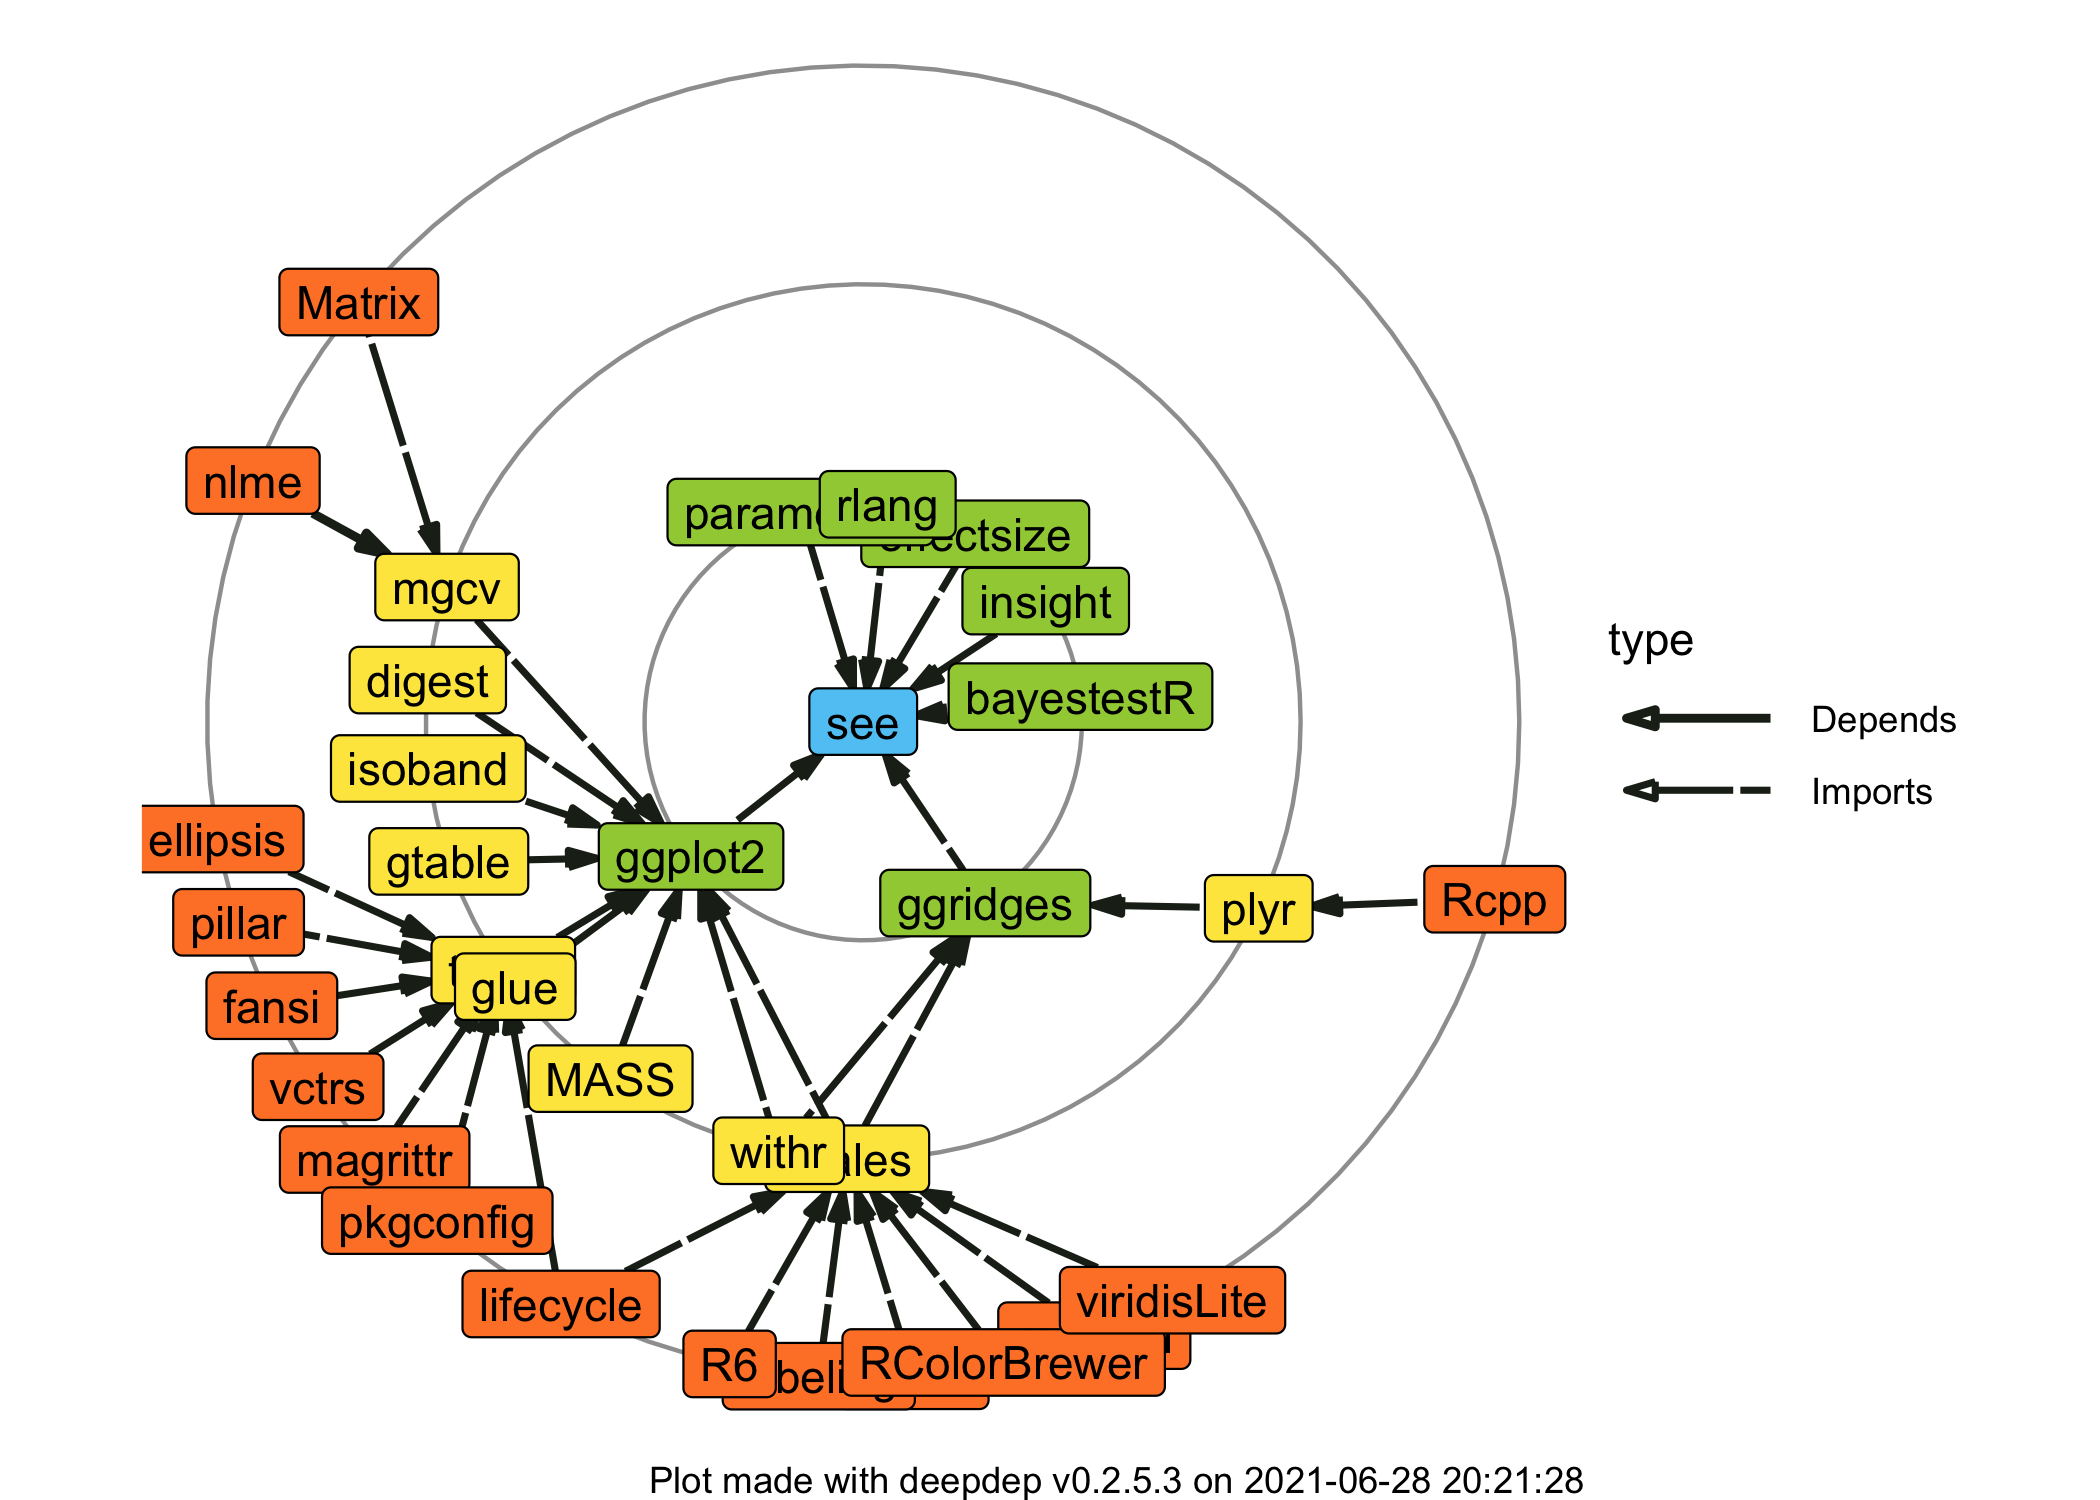 Matrix
nlme
rlang
insight
mgcv
digest
bayestestR
type
see
Depends
isoband
Imports
ellipsis
gtable
ggplot2
pillar
ggridges
plyr
Rcpp
glue
fansi
vctrs
MASS
magrittr
withr
pkgconfig
lifecycle
viridisLite
R6
RColorBrewer
Plot made with deepdep v0.2.5.3 on 2021-06-28 20:21:28